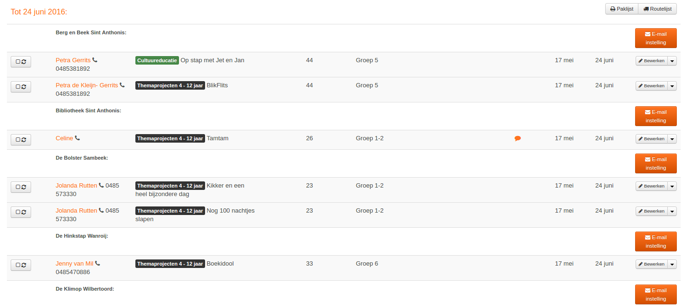 Tot 24 juni 2016:
Paklijst Routelijst
Berg en Beek Sint Anthonis:
E-mail
instelling
Petra Gerrits
0485381892
Cultuureducatie Op stap met Jet en Jan
44
Groep 5
17 mei
24 juni
Bewerken
Petra de Kleijn- Gerrits
0485381892
Themaprojecten 4 - 12 jaar BlikFlits
44
Groep 5
17 mei
24 juni
Bewerken
Bibliotheek Sint Anthonis:
E-mail
instelling
Celine
Themaprojecten 4 - 12 jaar Tamtam
26
Groep 1-2
17 mei
24 juni
Bewerken
De Bolster Sambeek:
E-mail
instelling
Jolanda Rutten 0485
573330
Themaprojecten 4 - 12 jaar Kikker en een
heel bijzondere dag
23
Groep 1-2
17 mei
24 juni
Bewerken
Jolanda Rutten 0485
573330
Themaprojecten 4 - 12 jaar Nog 100 nachtjes
slapen
23
Groep 1-2
17 mei
24 juni
Bewerken
De Hinkstap Wanroij:
E-mail
instelling
Jenny van Mil
0485470886
Themaprojecten 4 - 12 jaar Boekidool
33
Groep 6
17 mei
24 juni
Bewerken
De Klimop Wilbertoord:
E-mail
instelling